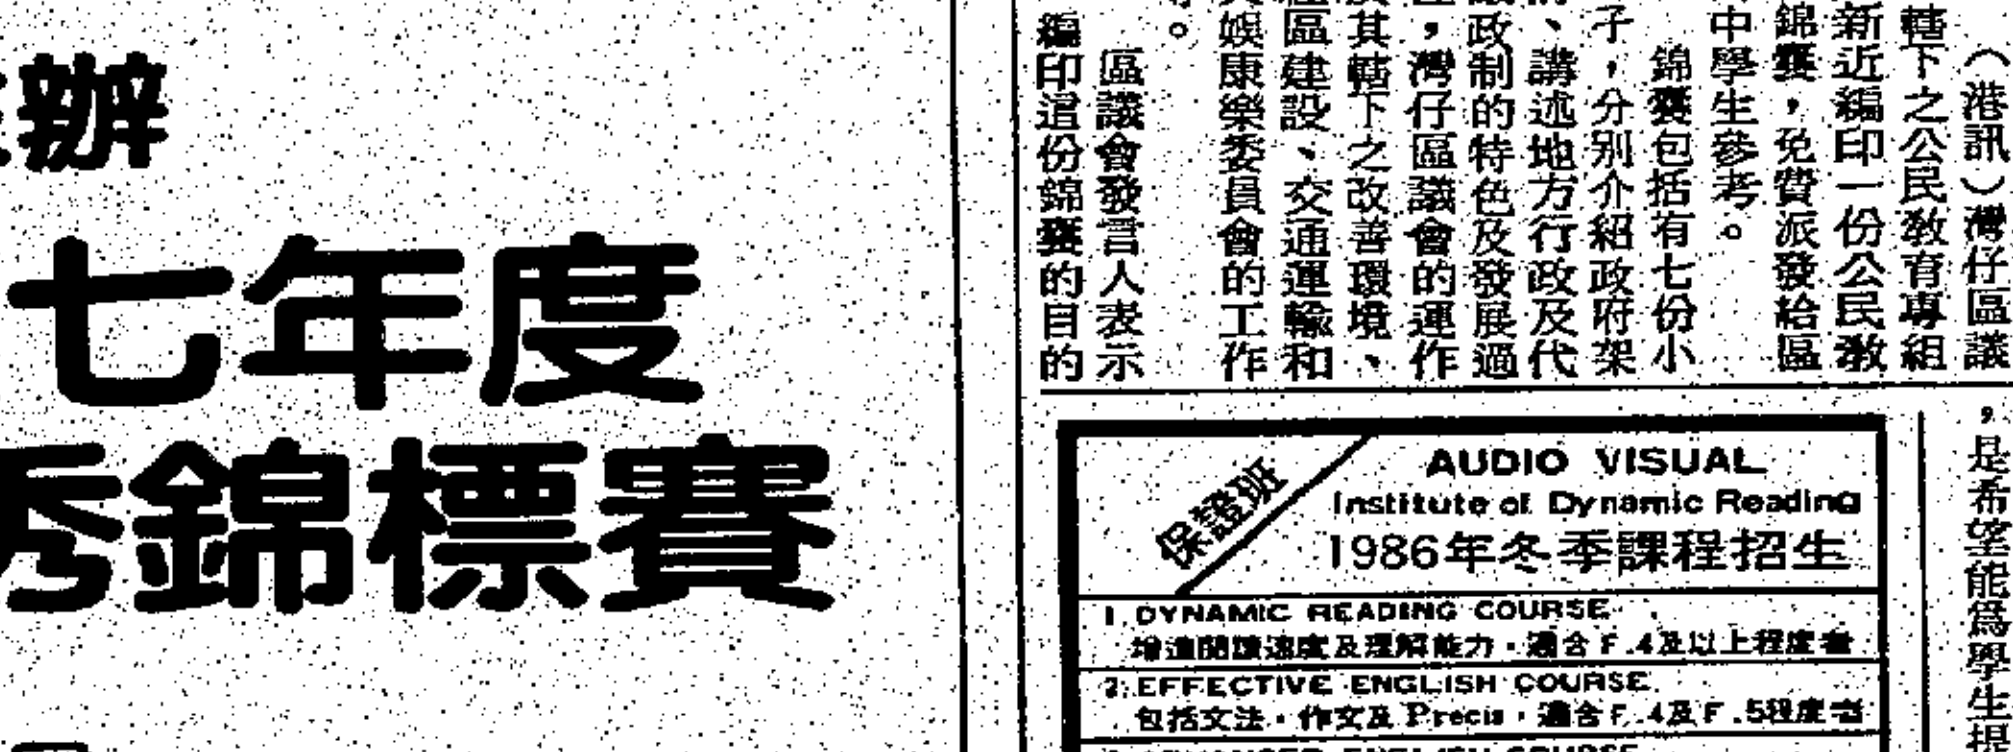 辦
七年度
秀錦標賽
（港訊）灣仔區議
轄下之公民敎育專組
新近編印一份公民敎
錦囊，免費派發給區
中學生參考。
錦囊包括有七份小
子，分別介紹政府架
、講述地方行政及代
政制的特色及發展過
，灣仔區議會的運作
其轄下之改善環境、
區建設、交通運輸和
娛康樂委員會的工作
。
區議會發言人表示
編印這份錦囊的目的
，是希望能爲學生提
保證班
AUDIO VISUAL
Institute of Dynamic Reading
1986年冬季課程招生
1. DYNAMIC READING COURSE
增進閱讀速度及理解能力・適合F.4及以上程度者
2. EFFECTIVE ENGLISH COURSE
包括文法・作文及Precis・適合F.4及F.5程度者